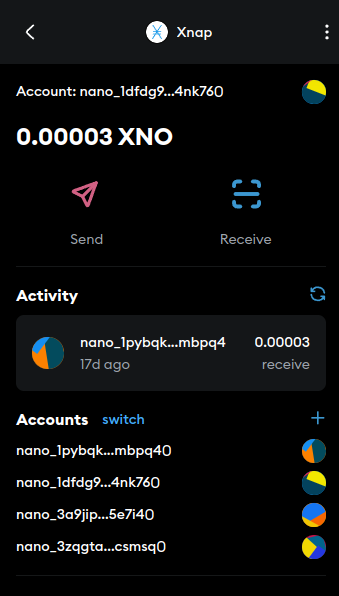 Xnap
Account: nano_1dfdg9...4nk760
0.00003 XNO
Send
Receive
Activity
nano_1pybqk...mbpq4
0.00003
17d ago
receive
Accounts
switch
nano_1pybqk...mbpq40
nano_1dfdg9...4nk760
nano_3a9jip...5e7i40
nano_3zqgta...csmsq0